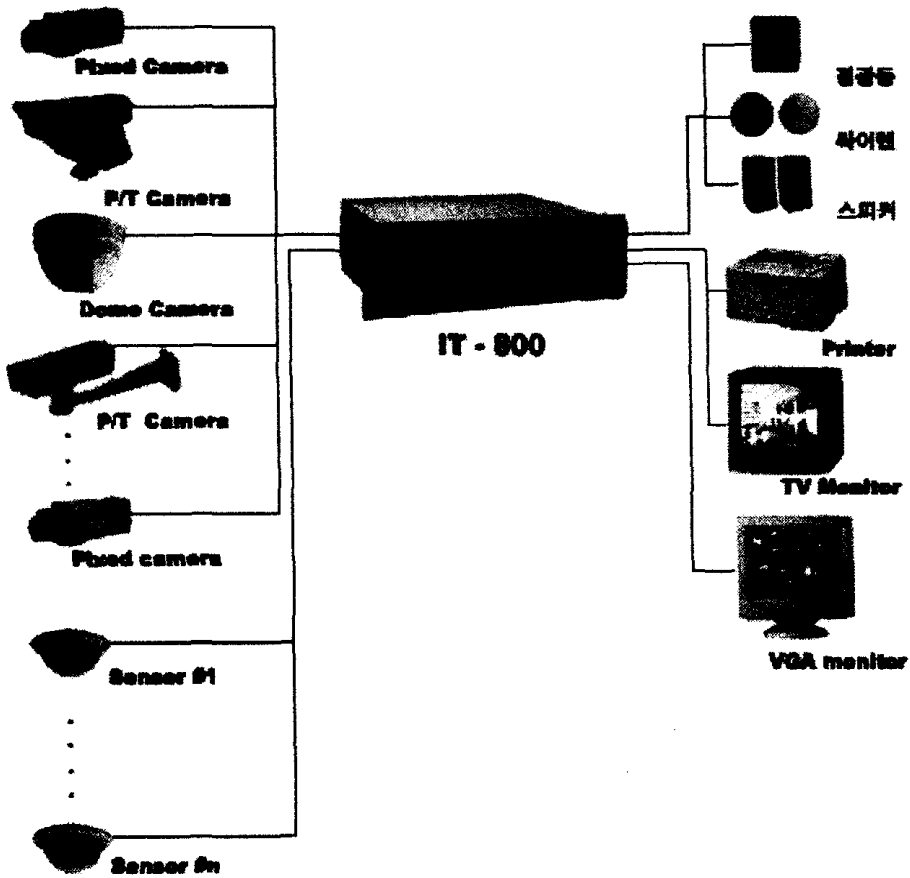 Fixed Camera
P/T Camera
Dome Camera
P/T Camera
Fixed camera
Sensor #1
Sensor #n
IT - 800
경광등
싸이렌
스피커
Printer
TV Monitor
VGA monitor